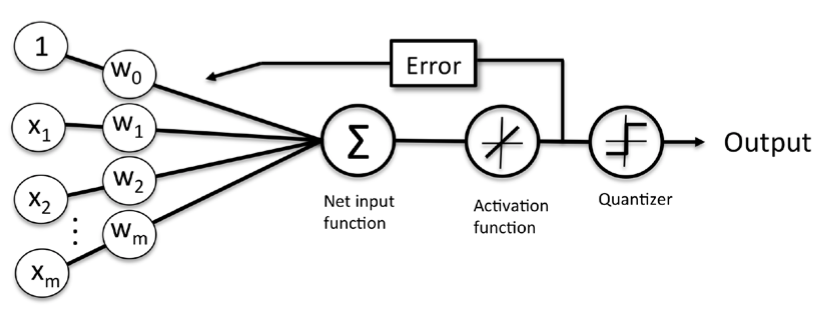 1
w0
Error
x1
w1
Σ
Output
x2
w2
wm
xm
Net input
function
Activation
function
Quantizer